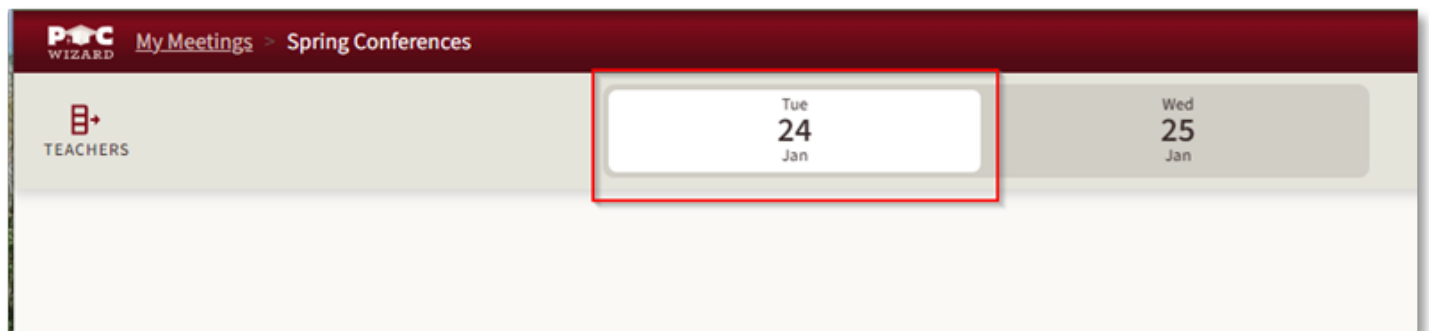 PTC
WIZARD
My Meetings > Spring Conferences
TEACHERS
Tue
24
Jan
Wed
25
Jan